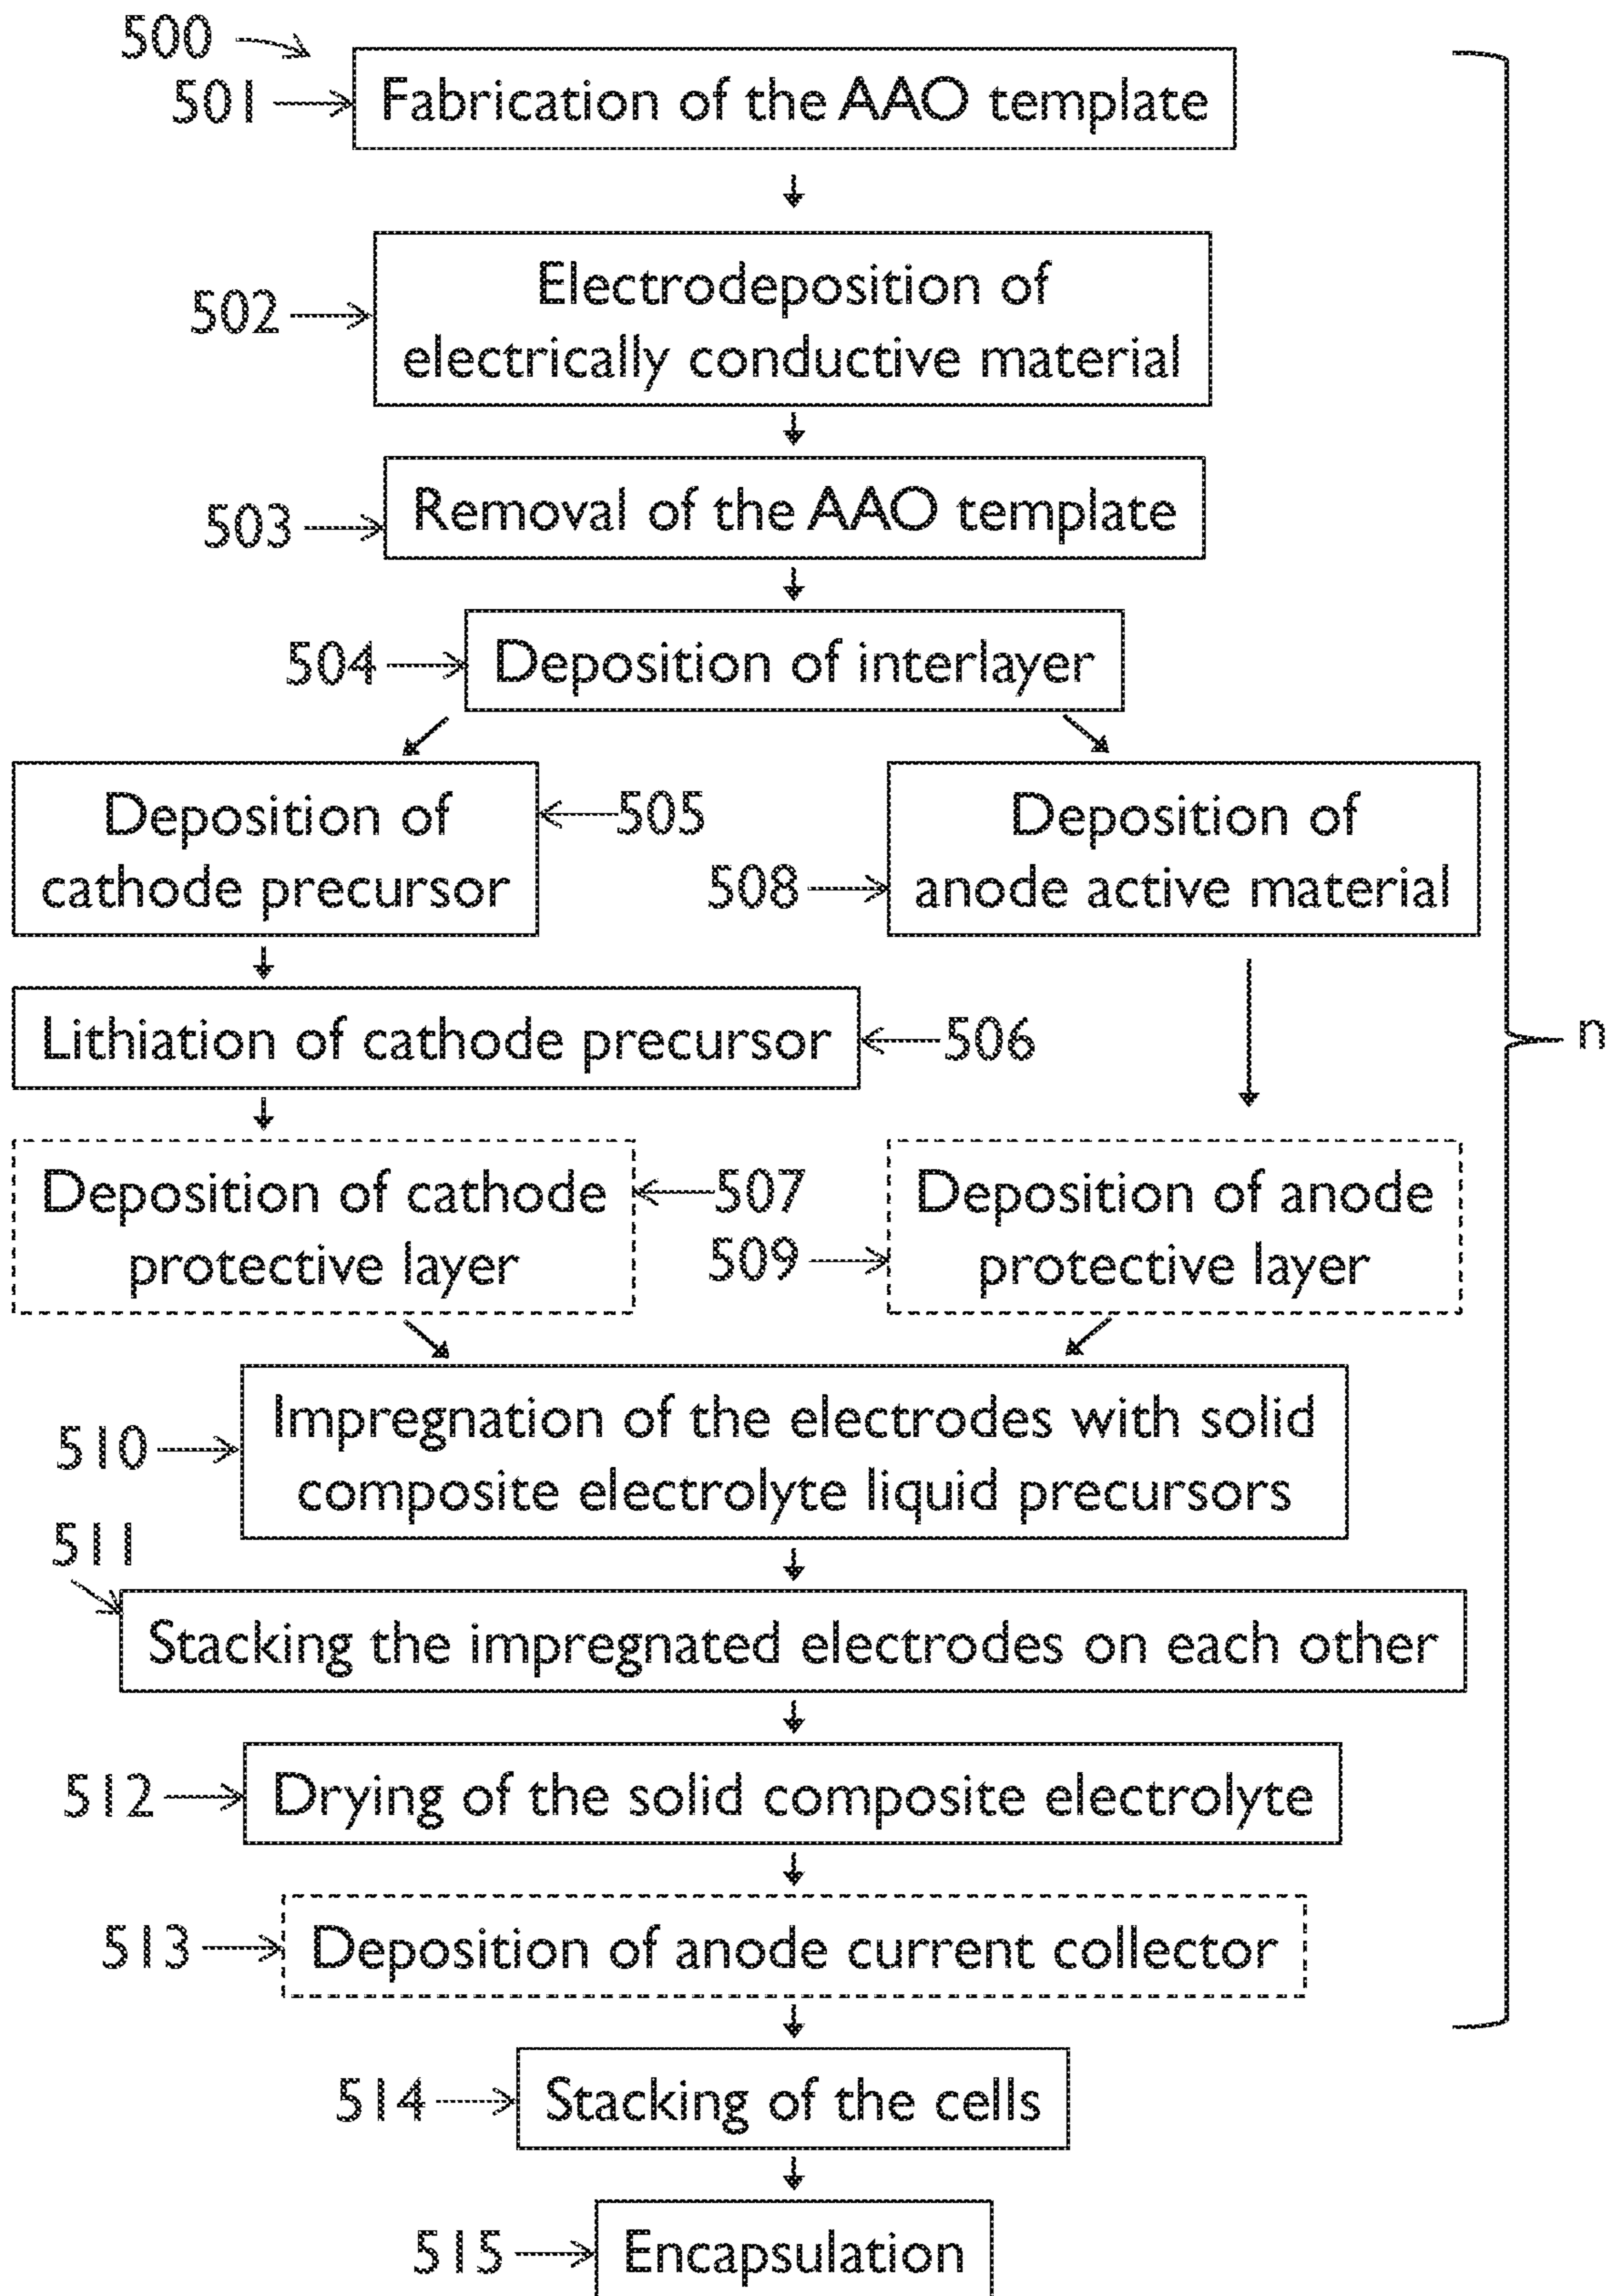 500
501
Fabrication of the AAO template
502
Electrodeposition of
electrically conductive material
503
Removal of the AAO template
504
Deposition of interlayer
Deposition of
cathode precursor
505
508
Deposition of
anode active material
Lithiation of cathode precursor
506
n
Deposition of cathode
protective layer
507
509
Deposition of anode
protective layer
510
Impregnation of the electrodes with solid
composite electrolyte liquid precursors
511
Stacking the impregnated electrodes on each other
512
Drying of the solid composite electrolyte
513
Deposition of anode current collector
514
Stacking of the cells
515
Encapsulation